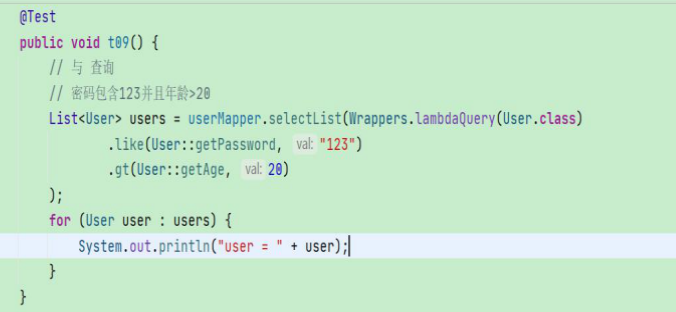 @Test
public void t09() {
// 与 查询
// 密码包含123并且年龄>20
List<User> users = userMapper.selectList(Wrappers.lambdaQuery(User.class)
.like(User::getPassword, val: "123")
.gt(User::getAge, val: 20)
);
for (User user : users) {
System.out.println("user = " + user);
}
}